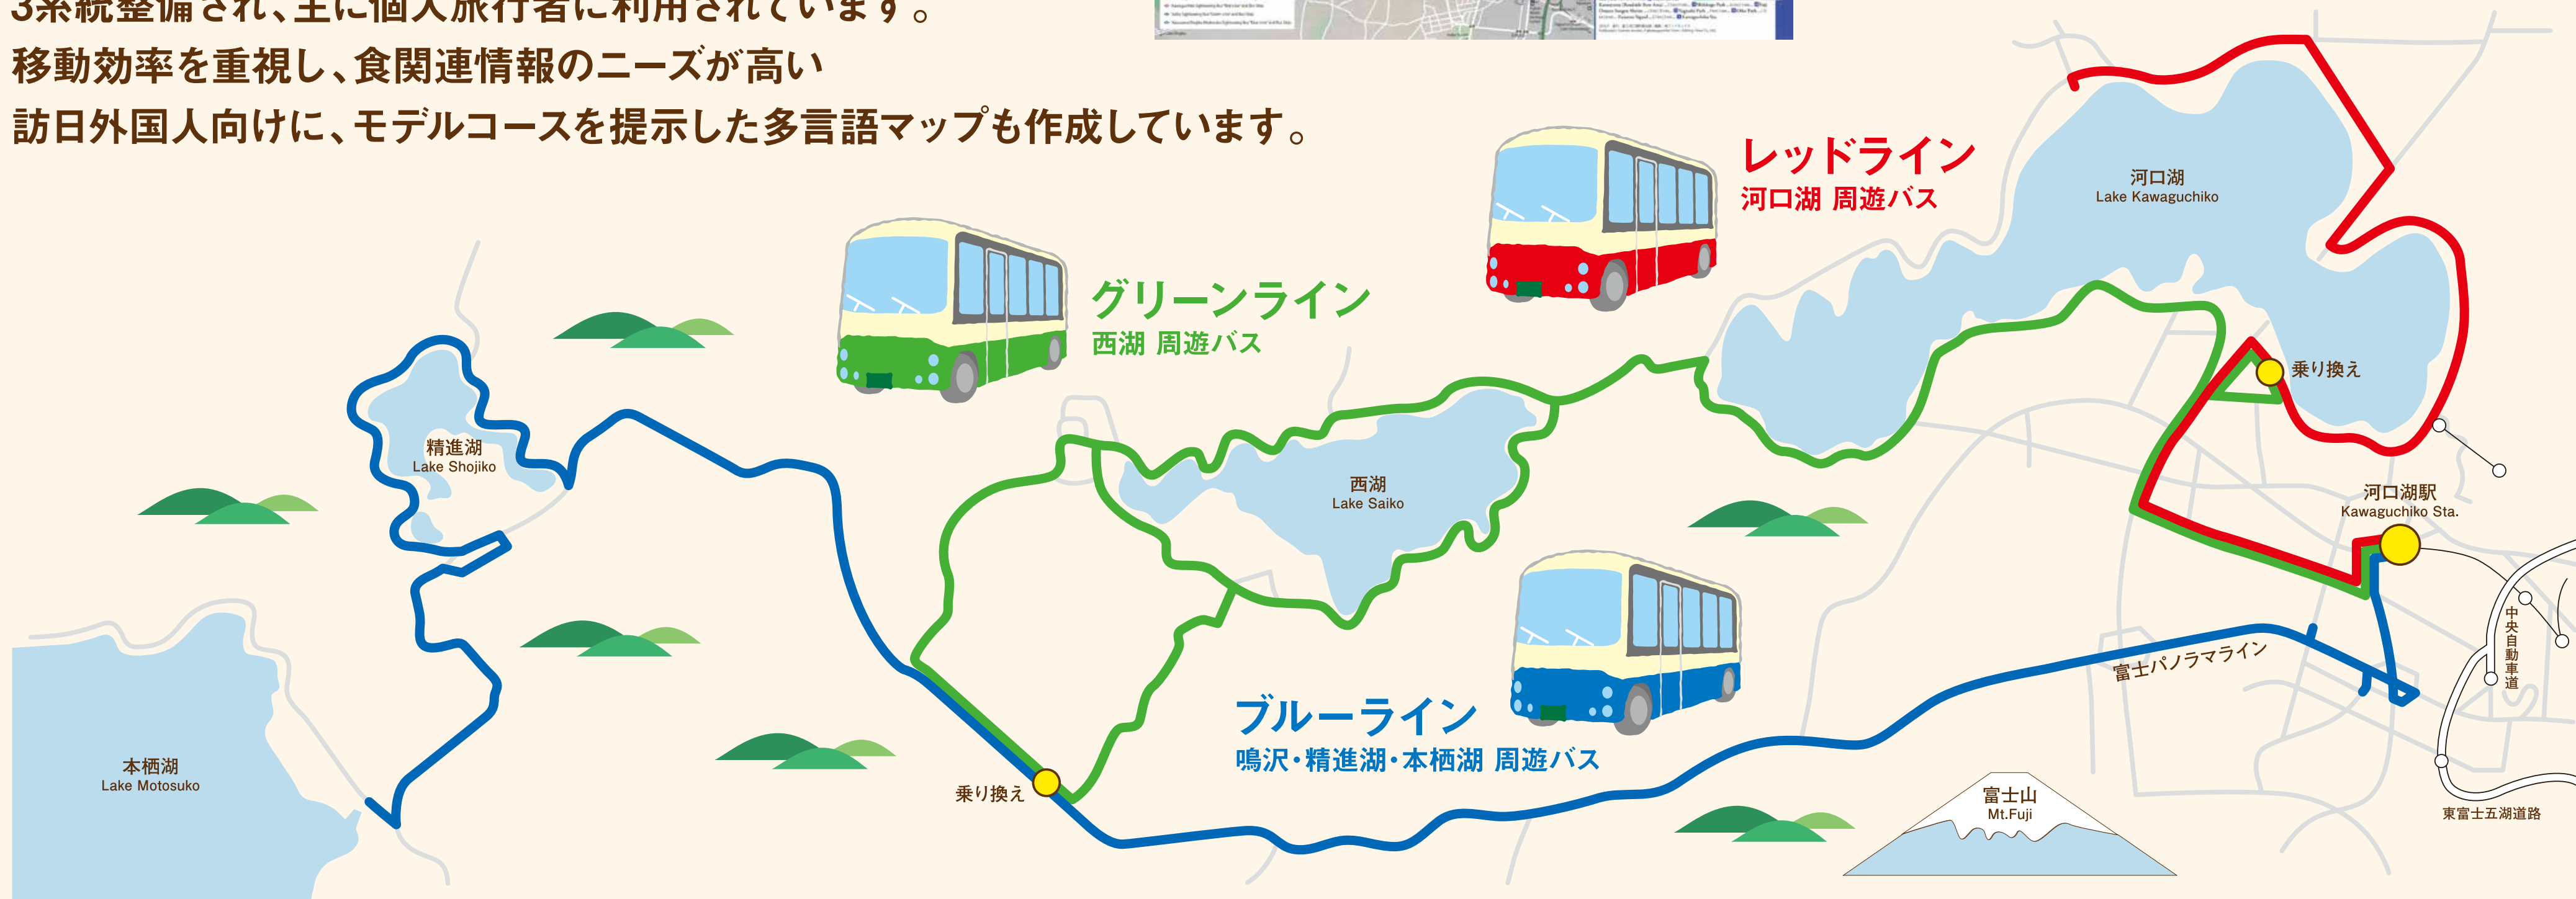 3系統整備され、主に個人旅行者に利用されています。
移動効率を重視し、食関連情報のニーズが高い
訪日外国人向けに、モデルコースを提示した多言語マップも作成しています。
レッドライン
河口湖 周遊バス
河口湖
Lake Kawaguchiko
グリーンライン
西湖 周遊バス
乗り換え
精進湖
Lake Shojiko
西湖
Lake Saiko
河口湖駅
Kawaguchiko Sta.
中央自動車道
富士パノラマライン
ブルーライン
鳴沢・精進湖・本栖湖 周遊バス
本栖湖
Lake Motosuko
乗り換え
富士山
Mt.Fuji
東富士五湖道路